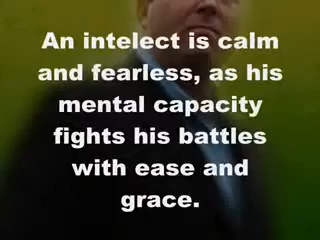 An intelect is calm
and fearless, as his
mental capacity
fights his battles
with ease and
grace.